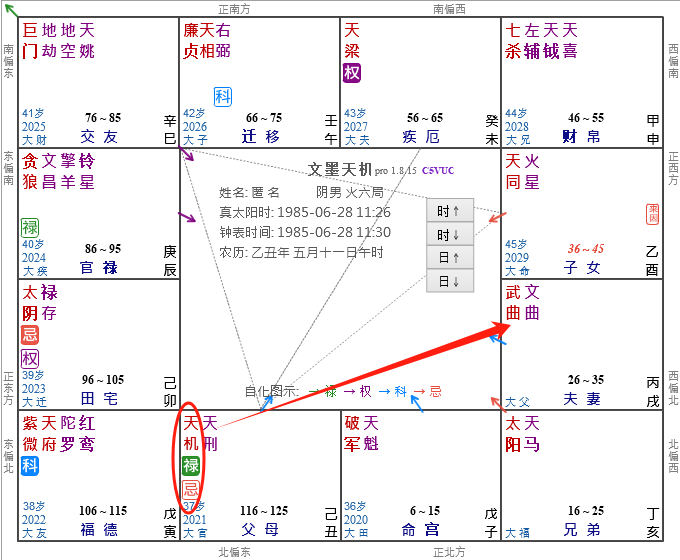 正南方 南偏西
南偏东
西偏南
东偏南
正西方
正东方
西偏北
东偏北
北偏西
北偏东 正北方
巨 地 地 天
门 劫 空 姚
41岁
2025
大财
76~85
交友
辛
巳
廉 天 右
贞 相 弼
科
42岁
2026
大子
66~75
迁移
壬
午
天
梁
权
43岁
2027
大夫
56~65
疾厄
癸
未
七 左 天 天
杀 辅 钺 喜
44岁
2028
大兄
46~55
财帛
甲
申
贪 文 擎 铃
狼 昌 羊 星
禄
40岁
2024
大疾
86~95
官禄
庚
辰
文墨天机 pro 1.8.15 C5VUC
姓名: 匿名 阴男 火六局
真太阳时: 1985-06-28 11:26
钟表时间: 1985-06-28 11:30
农历: 乙丑年 五月十一日午时
时↑
时↓
日↑
日↓
自化图示: →禄 →权 →科 →忌
天 火
同 星
来因
45岁
2029
大命
36~45
子女
乙
酉
太 禄
阴 存
忌
权
39岁
2023
大迁
96~105
田宅
己
卯
武 文
曲 曲
大父
26~35
夫妻
丙
戌
紫 天 陀 红
微 府 罗 鸾
科
38岁
2022
大友
106~115
福德
戊
寅
天 天
机 刑
禄
忌
37岁
2021
大官
116~125
父母
己
丑
破 天
军 魁
36岁
2020
大田
6~15
命宫
戊
子
太 天
阳 马
大福
16~25
兄弟
丁
亥